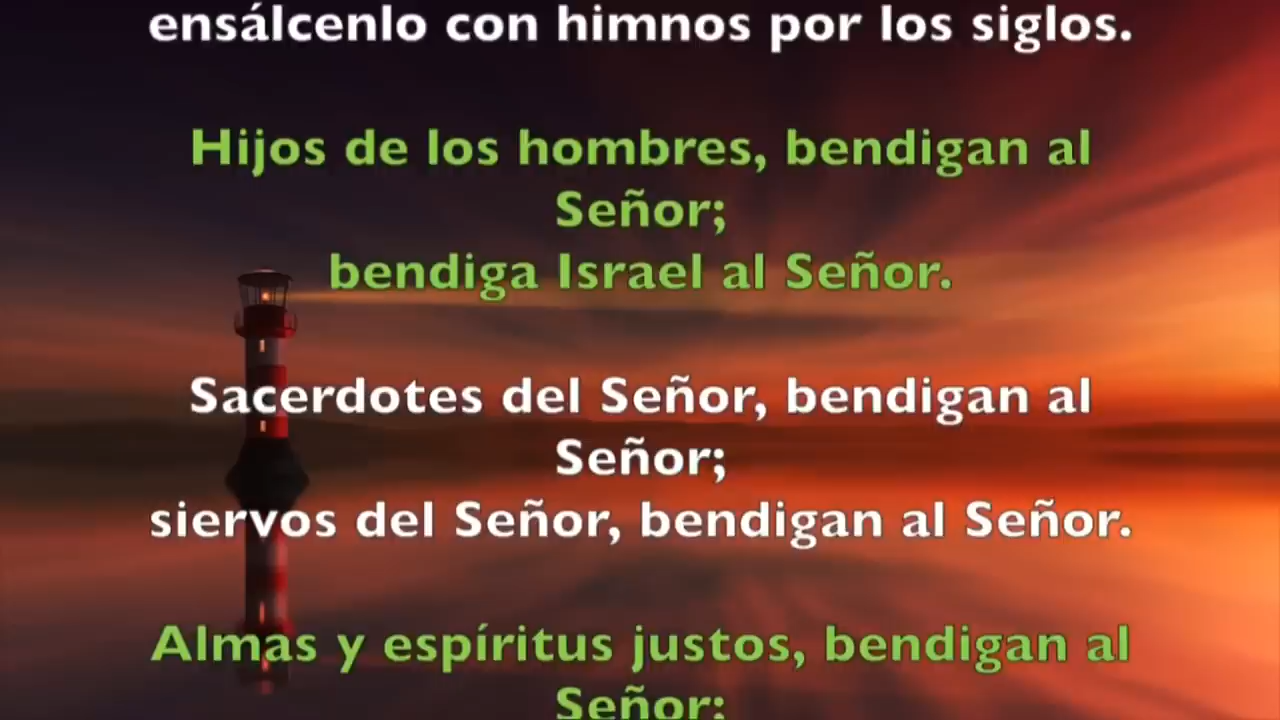 ensálcenlo con himnos por los siglos.
Hijos de los hombres, bendigan al
Señor;
bendiga Israel al Señor.
Sacerdotes del Señor, bendigan al
Señor;
siervos del Señor, bendigan al Señor.
Almas y espíritus justos, bendigan al
Señor;